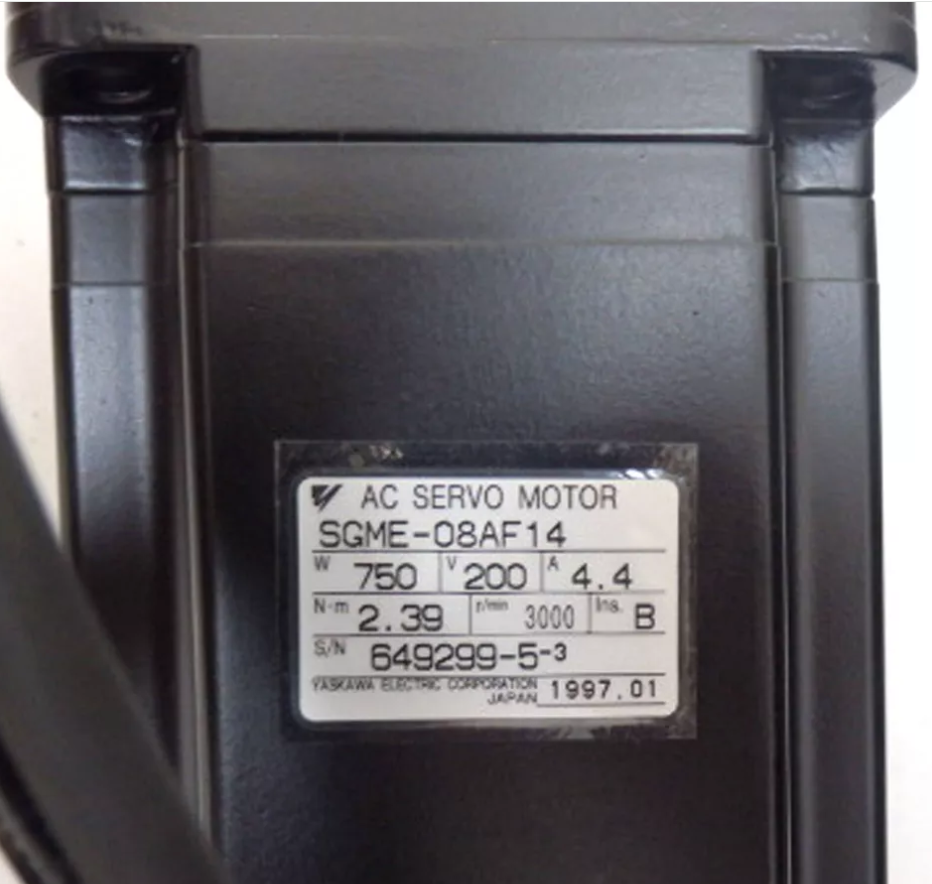 AC SERVO MOTOR
SGME-08AF14
W 750 V 200 A 4.4
N·m 2.39 r/min 3000 Ins. B
S/N 649299-5-3
YASKAWA ELECTRIC CORPORATION
JAPAN 1997.01